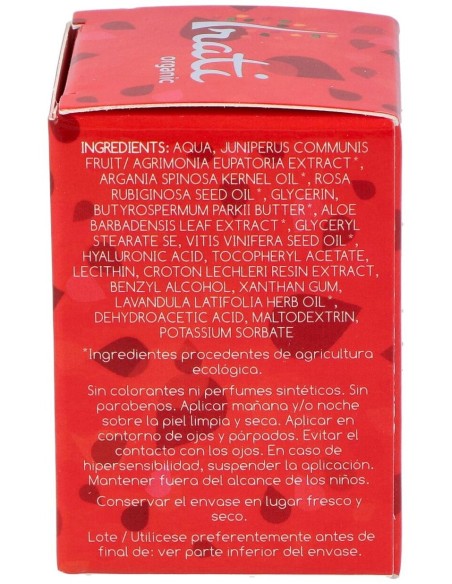 Irati
organic
INGREDIENTS: AQUA, JUNIPERUS COMMUNIS
FRUIT/ AGRIMONIA EUPATORIA EXTRACT*,
ARGANIA SPINOSA KERNEL OIL*, ROSA
RUBIGINOSA SEED OIL*, GLYCERIN,
BUTYROSPERMUM PARKII BUTTER*, ALOE
BARBADENSIS LEAF EXTRACT*, GLYCERYL
STEARATE SE, VITIS VINIFERA SEED OIL*,
HYALURONIC ACID, TOCOPHERYL ACETATE,
LECITHIN, CROTON LECHLERI RESIN EXTRACT,
BENZYL ALCOHOL, XANTHAN GUM,
LAVANDULA LATIFOLIA HERB OIL*,
DEHYDROACETIC ACID, MALTODEXTRIN,
POTASSIUM SORBATE
*Ingredientes procedentes de agricultura
ecológica.
Sin colorantes ni perfumes sintéticos. Sin
parabenos. Aplicar mañana y/o noche
sobre la piel limpia y seca. Aplicar en
contorno de ojos y párpados. Evitar el
contacto con los ojos. En caso de
hipersensibilidad, suspender la aplicación.
Mantener fuera del alcance de los niños.
Conservar el envase en lugar fresco y
seco.
Lote / Utilícese preferentemente antes de
final de: ver parte inferior del envase.